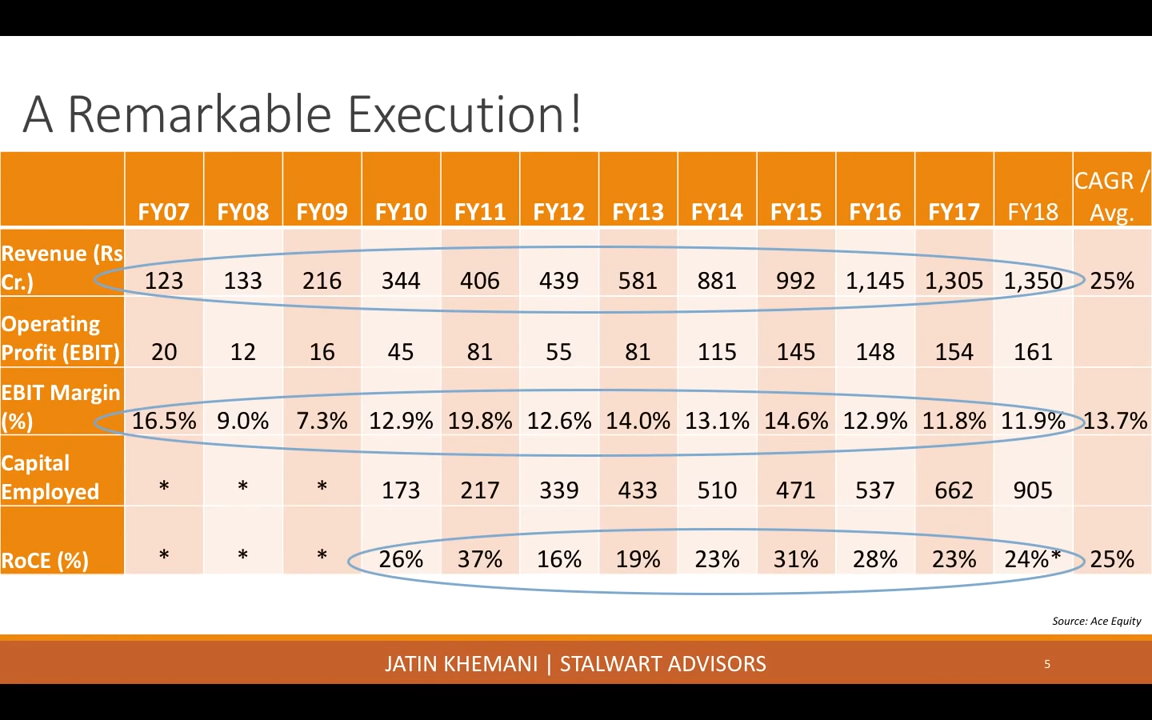 A Remarkable Execution!
FY07 FY08 FY09 FY10 FY11 FY12 FY13 FY14 FY15 FY16 FY17 FY18 CAGR / Avg.
Revenue (Rs Cr.) 123 133 216 344 406 439 581 881 992 1,145 1,305 1,350 25%
Operating Profit (EBIT) 20 12 16 45 81 55 81 115 145 148 154 161
EBIT Margin (%) 16.5% 9.0% 7.3% 12.9% 19.8% 12.6% 14.0% 13.1% 14.6% 12.9% 11.8% 11.9% 13.7%
Capital Employed * * * 173 217 339 433 510 471 537 662 905
RoCE (%) * * * 26% 37% 16% 19% 23% 31% 28% 23% 24%* 25%
Source: Ace Equity
JATIN KHEMANI | STALWART ADVISORS 5